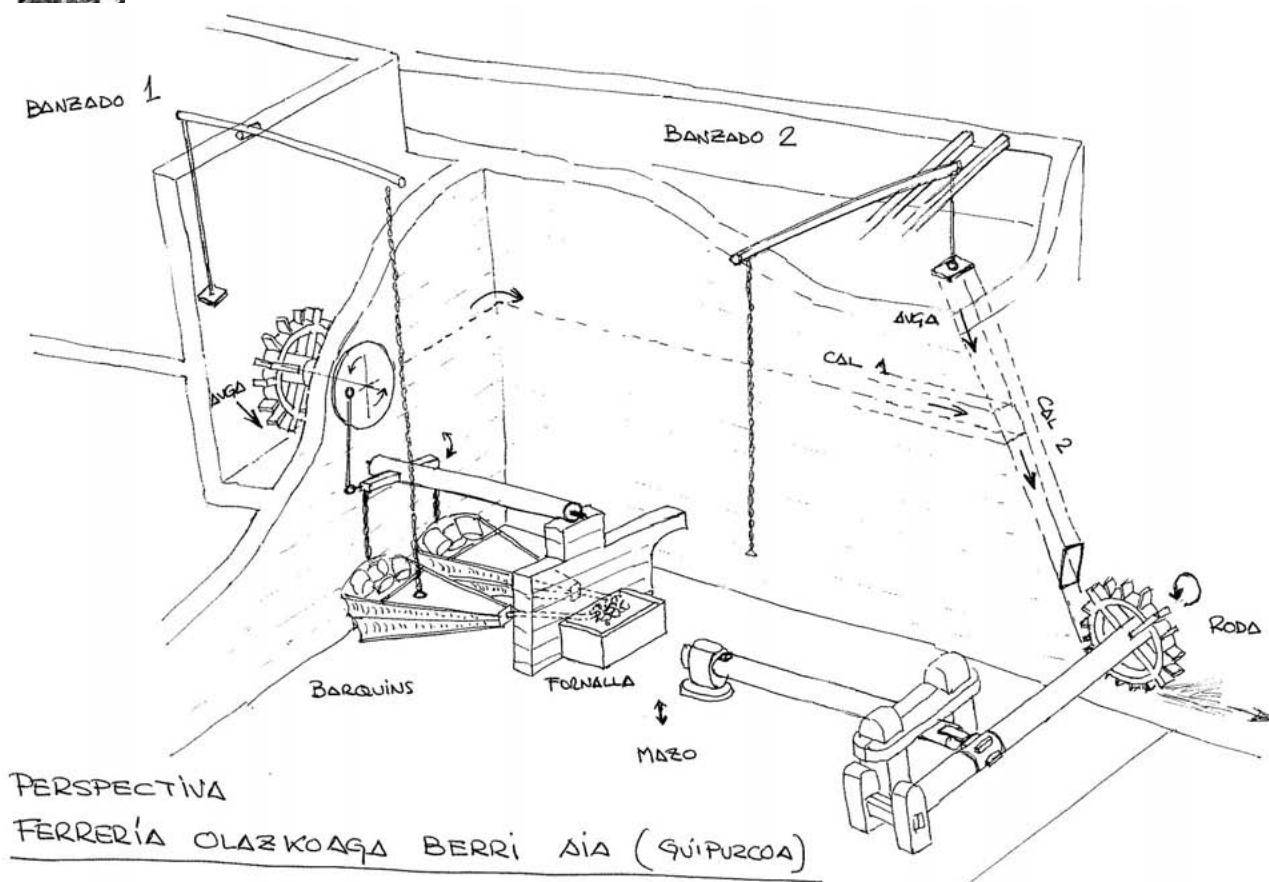 BANZADO 1
BANZADO 2
AUGA
CAL 1
CAL 2
AUGA
RODA
BARQUINS
FORNALLA
MAZO
PERSPECTIVA
FERRERÍA OLAZKOAGA BERRI AIA (GUIPUZCOA)